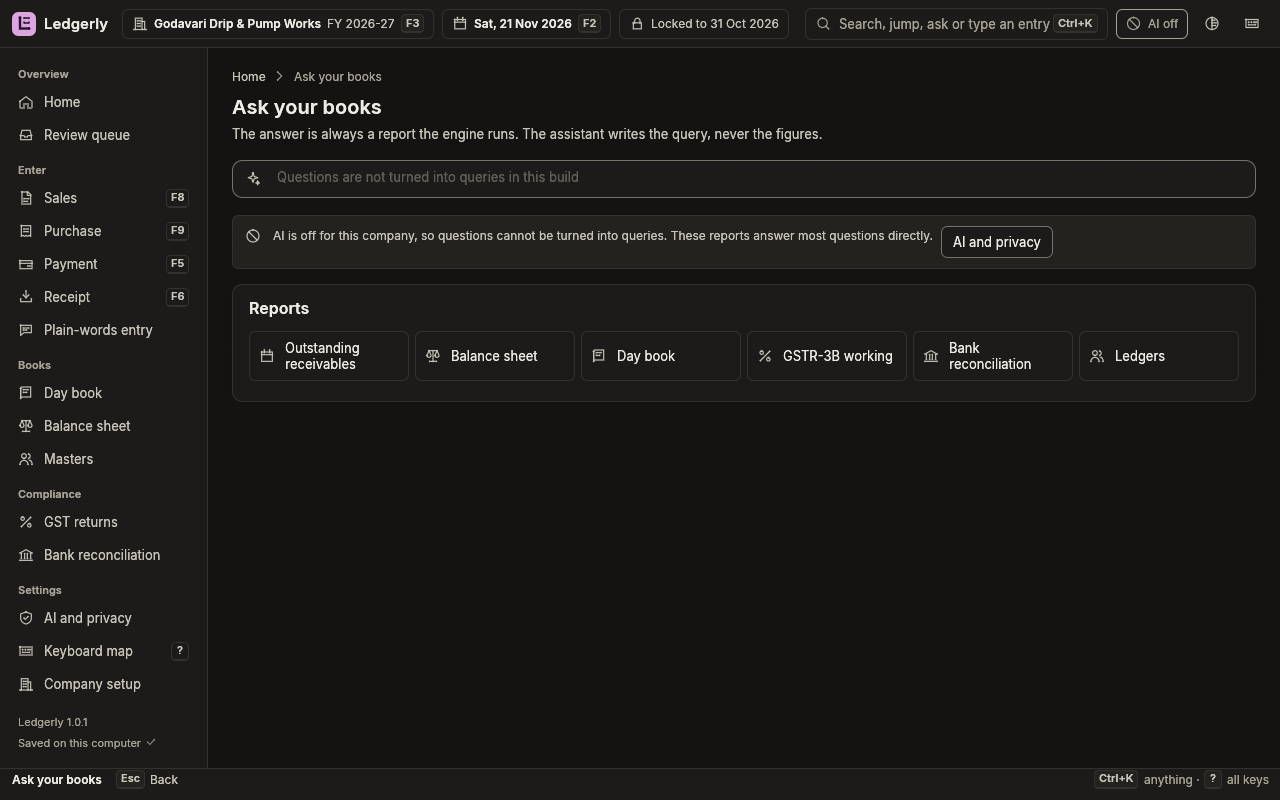 Ledgerly
Godavari Drip & Pump Works FY 2026-27 F3
Sat, 21 Nov 2026 F2
Locked to 31 Oct 2026
Search, jump, ask or type an entry Ctrl+K
AI off
Overview
Home
Review queue
Enter
Sales F8
Purchase F9
Payment F5
Receipt F6
Plain-words entry
Books
Day book
Balance sheet
Masters
Compliance
GST returns
Bank reconciliation
Settings
AI and privacy
Keyboard map ?
Company setup
Ledgerly 1.0.1
Saved on this computer
Home > Ask your books
Ask your books
The answer is always a report the engine runs. The assistant writes the query, never the figures.
Questions are not turned into queries in this build
AI is off for this company, so questions cannot be turned into queries. These reports answer most questions directly. AI and privacy
Reports
Outstanding
receivables
Balance sheet
Day book
GSTR-3B working
Bank
reconciliation
Ledgers
Ask your books Esc Back
Ctrl+K anything · ? all keys